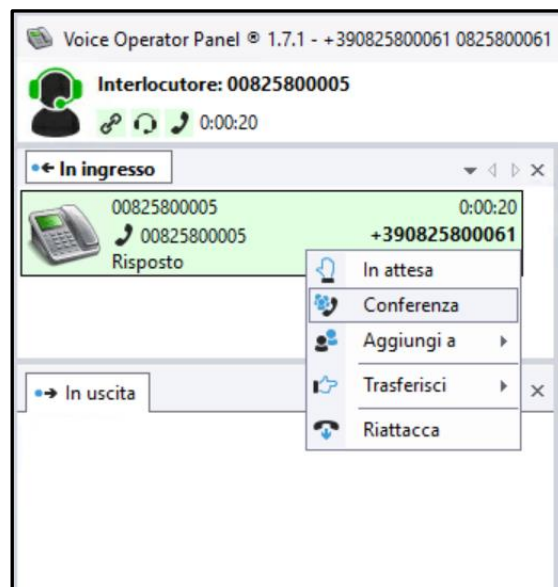 Voice Operator Panel ® 1.7.1 - +390825800061 0825800061
Interlocutore: 00825800005
0:00:20
In ingresso
00825800005 0:00:20
00825800005 +390825800061
Risposto
In attesa
Conferenza
Aggiungi a
Trasferisci
Riattacca
In uscita